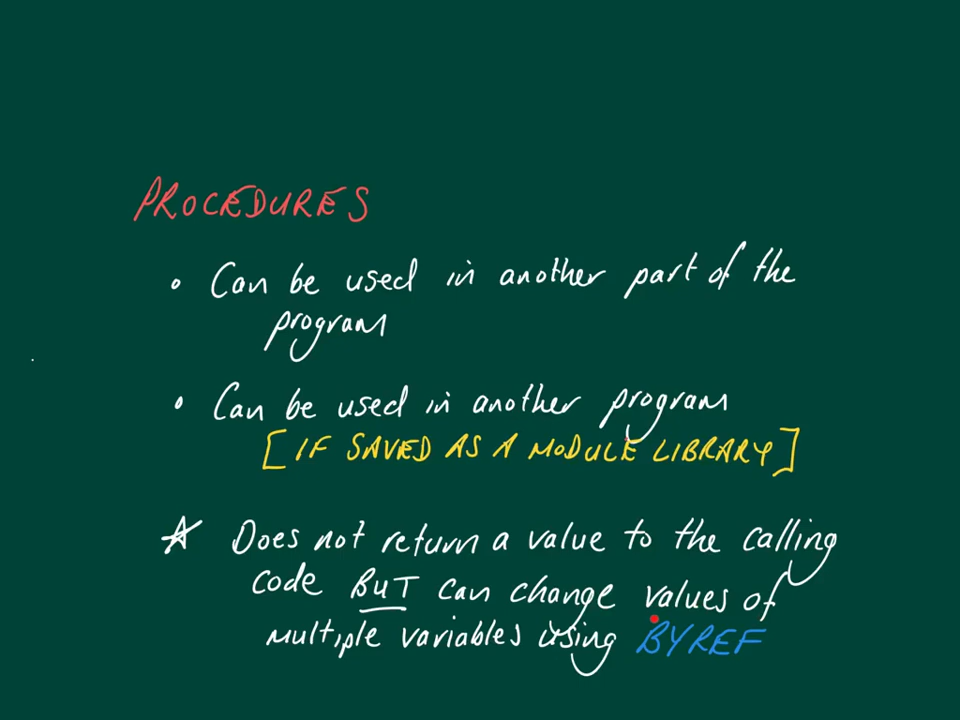 PROCEDURES
• Can be used in another part of the
program
• Can be used in another program
[IF SAVED AS A MODULE LIBRARY]
★ Does not return a value to the calling
code BUT can change values of
multiple variables using BYREF